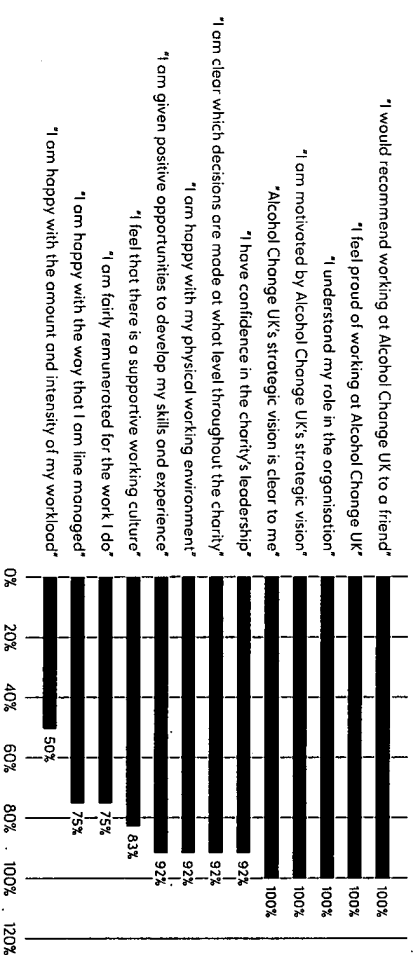 "I would recommend working at Alcohol Change UK to a friend" 100%
"I feel proud of working at Alcohol Change UK" 100%
"I understand my role in the organisation" 100%
"I am motivated by Alcohol Change UK's strategic vision" 100%
"Alcohol Change UK's strategic vision is clear to me" 100%
"I have confidence in the charity's leadership" 92%
"I am clear which decisions are made at what level throughout the charity" 92%
"I am happy with my physical working environment" 92%
"I am given positive opportunities to develop my skills and experience" 92%
"I feel that there is a supportive working culture" 83%
"I am fairly remunerated for the work I do" 75%
"I am happy with the way that I am line managed" 75%
"I am happy with the amount and intensity of my workload" 50%
0% 20% 40% 60% 80% 100% 120%